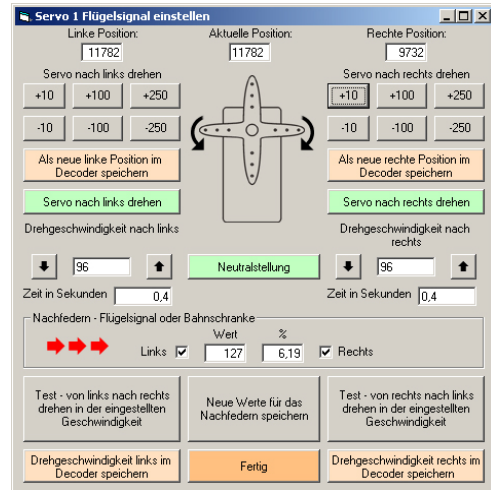 Servo 1 Flügelsignal einstellen
Linke Position:
Aktuelle Position:
Rechte Position:
11782
11782
9732
Servo nach links drehen
Servo nach rechts drehen
+10
+100
+250
+10
+100
+250
-10
-100
-250
-10
-100
-250
Als neue linke Position im
Decoder speichern
Als neue rechte Position im
Decoder speichern
Servo nach links drehen
Servo nach rechts drehen
Drehgeschwindigkeit nach links
Drehgeschwindigkeit nach
rechts
96
Neutralstellung
96
Zeit in Sekunden
0,4
Zeit in Sekunden
0,4
Nachfedern - Flügelsignal oder Bahnschranke
Wert
%
Links
127
6,19
Rechts
Test - von links nach rechts
drehen in der eingestellten
Geschwindigkeit
Neue Werte für das
Nachfedern speichern
Test - von rechts nach links
drehen in der eingestellten
Geschwindigkeit
Drehgeschwindigkeit links im
Decoder speichern
Fertig
Drehgeschwindigkeit rechts im
Decoder speichern